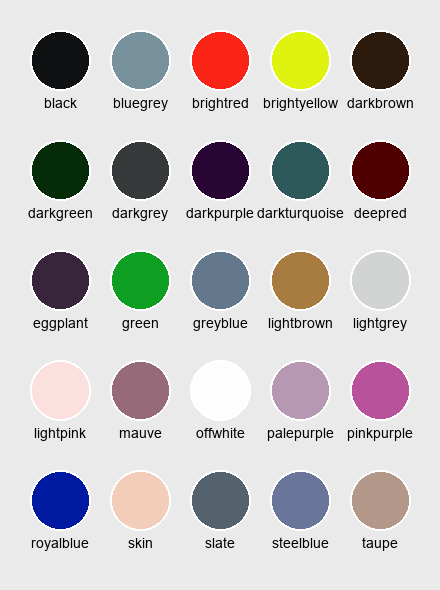 black bluegrey brightred brightyellow darkbrown
darkgreen darkgrey darkpurple darkturquoise deepred
eggplant green greyblue lightbrown lightgrey
lightpink mauve offwhite palepurple pinkpurple
royalblue skin slate steelblue taupe